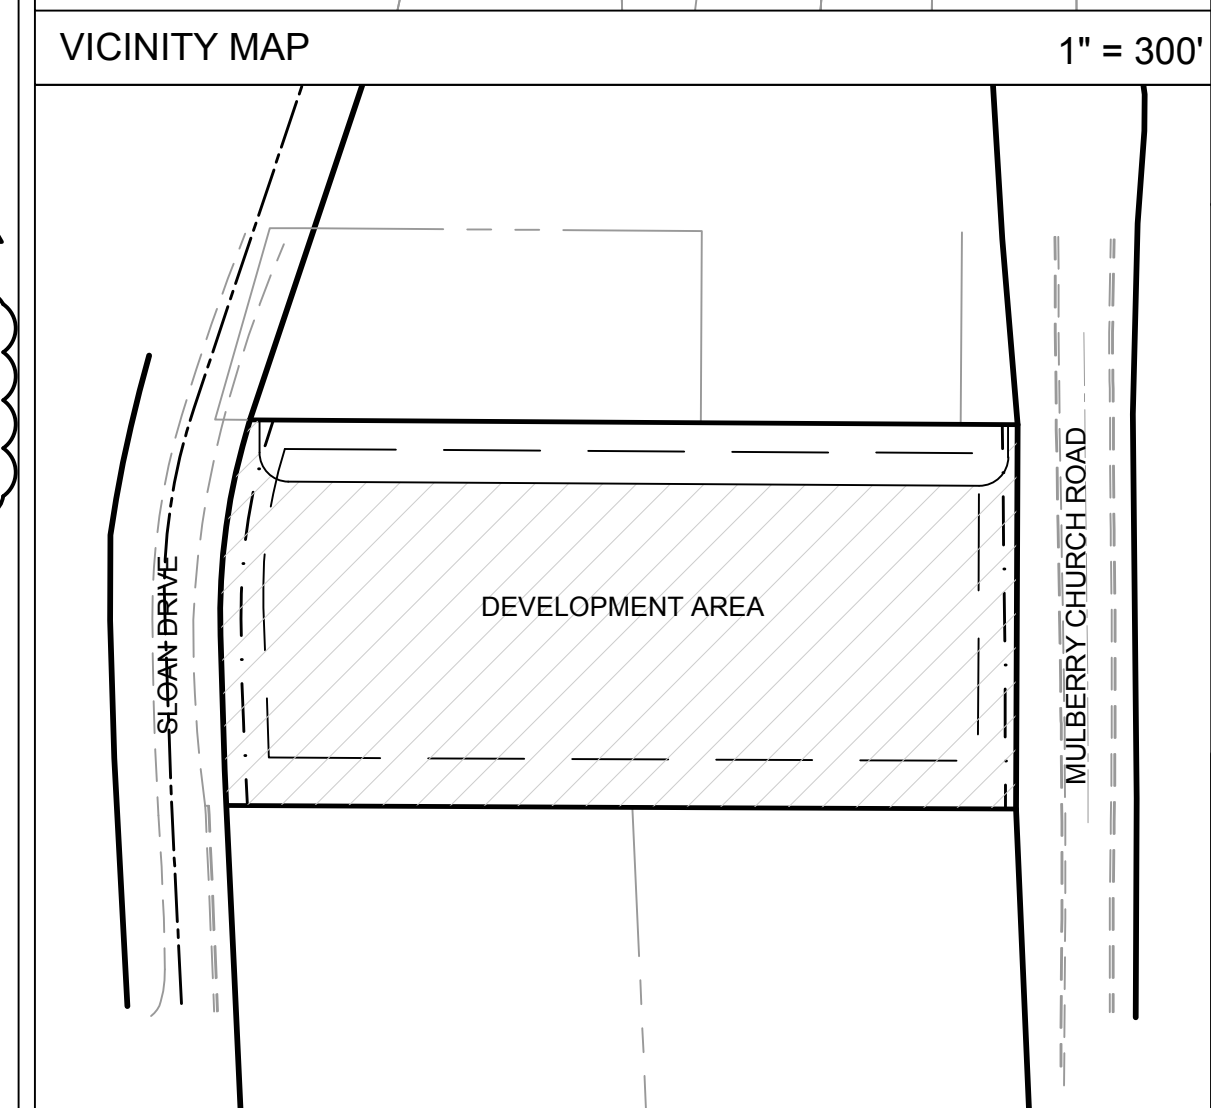 VICINITY MAP
1" = 300'
SLOAN DRIVE
DEVELOPMENT AREA
MULBERRY CHURCH ROAD